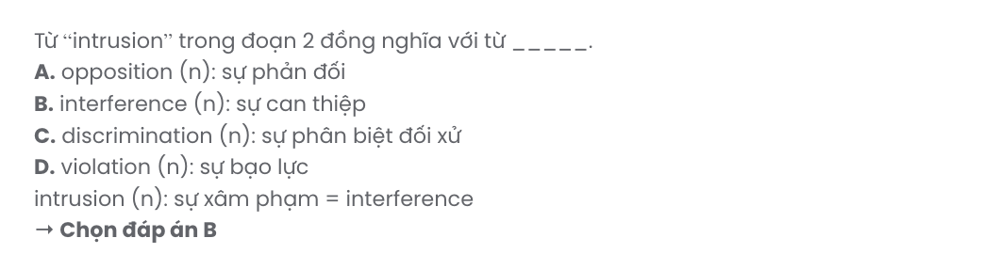 Từ “intrusion” trong đoạn 2 đồng nghĩa với từ _____.
A. opposition (n): sự phản đối
B. interference (n): sự can thiệp
C. discrimination (n): sự phân biệt đối xử
D. violation (n): sự bạo lực
intrusion (n): sự xâm phạm = interference
→ Chọn đáp án B